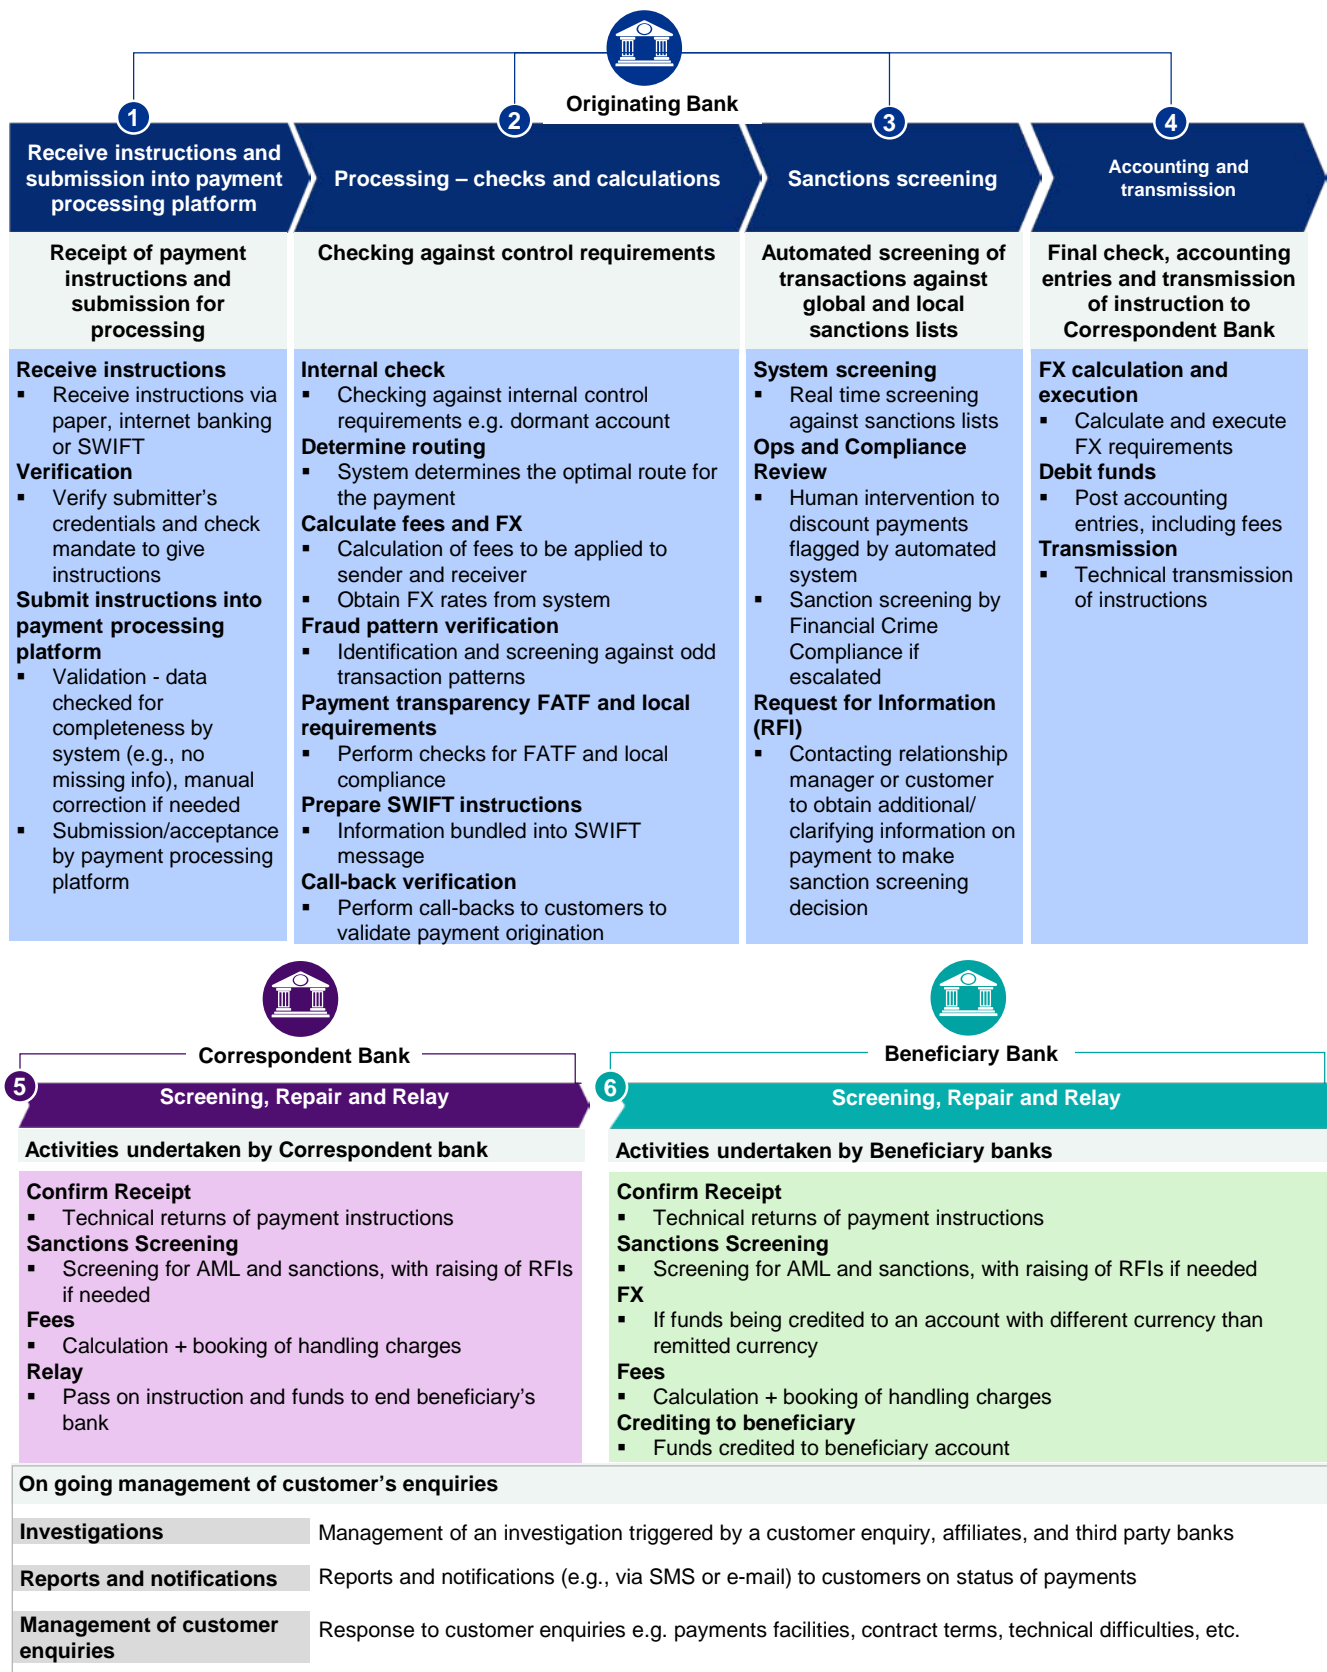 Originating Bank
1
2
3
4
Receive instructions and
submission into payment
processing platform
Processing – checks and calculations
Sanctions screening
Accounting and
transmission
Receipt of payment
instructions and
submission for
processing
Checking against control requirements
Automated screening of
transactions against
global and local
sanctions lists
Final check, accounting
entries and transmission
of instruction to
Correspondent Bank
Receive instructions
▪ Receive instructions via
paper, internet banking
or SWIFT
Verification
▪ Verify submitter's
credentials and check
mandate to give
instructions
Submit instructions into
payment processing
platform
▪ Validation - data
checked for
completeness by
system (e.g., no
missing info), manual
correction if needed
▪ Submission/acceptance
by payment processing
platform
Internal check
▪ Checking against internal control
requirements e.g. dormant account
Determine routing
▪ System determines the optimal route for
the payment
Calculate fees and FX
▪ Calculation of fees to be applied to
sender and receiver
▪ Obtain FX rates from system
Fraud pattern verification
▪ Identification and screening against odd
transaction patterns
Payment transparency FATF and local
requirements
▪ Perform checks for FATF and local
compliance
Prepare SWIFT instructions
▪ Information bundled into SWIFT
message
Call-back verification
▪ Perform call-backs to customers to
validate payment origination
System screening
▪ Real time screening
against sanctions lists
Ops and Compliance
Review
▪ Human intervention to
discount payments
flagged by automated
system
▪ Sanction screening by
Financial Crime
Compliance if
escalated
Request for Information
(RFI)
▪ Contacting relationship
manager or customer
to obtain additional/
clarifying information on
payment to make
sanction screening
decision
FX calculation and
execution
▪ Calculate and execute
FX requirements
Debit funds
▪ Post accounting
entries, including fees
Transmission
▪ Technical transmission
of instructions
Correspondent Bank
5
Screening, Repair and Relay
Activities undertaken by Correspondent bank
Confirm Receipt
▪ Technical returns of payment instructions
Sanctions Screening
▪ Screening for AML and sanctions, with raising of RFIs
if needed
Fees
▪ Calculation + booking of handling charges
Relay
▪ Pass on instruction and funds to end beneficiary's
bank
Beneficiary Bank
6
Screening, Repair and Relay
Activities undertaken by Beneficiary banks
Confirm Receipt
▪ Technical returns of payment instructions
Sanctions Screening
▪ Screening for AML and sanctions, with raising of RFIs if needed
FX
▪ If funds being credited to an account with different currency than
remitted currency
Fees
▪ Calculation + booking of handling charges
Crediting to beneficiary
▪ Funds credited to beneficiary account
On going management of customer's enquiries
Investigations
Management of an investigation triggered by a customer enquiry, affiliates, and third party banks
Reports and notifications
Reports and notifications (e.g., via SMS or e-mail) to customers on status of payments
Management of customer
enquiries
Response to customer enquiries e.g. payments facilities, contract terms, technical difficulties, etc.